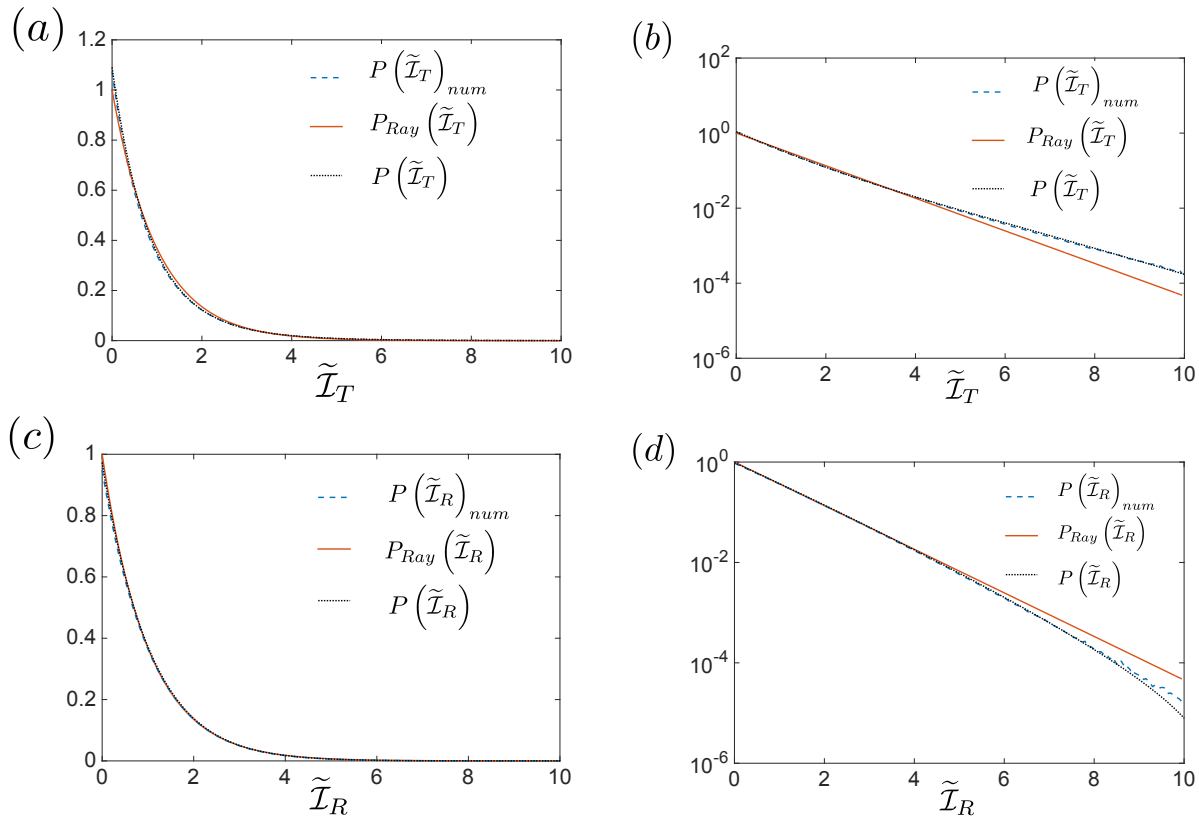 (a)
1.2
1
0.8
0.6
0.4
0.2
0
0 2 4 6 8 10
Ĩ_T
P(Ĩ_T)_num
P_Ray(Ĩ_T)
P(Ĩ_T)
(b)
10^2
10^0
10^-2
10^-4
10^-6
0 2 4 6 8 10
Ĩ_T
P(Ĩ_T)_num
P_Ray(Ĩ_T)
P(Ĩ_T)
(c)
1
0.8
0.6
0.4
0.2
0
0 2 4 6 8 10
Ĩ_R
P(Ĩ_R)_num
P_Ray(Ĩ_R)
P(Ĩ_R)
(d)
10^0
10^-2
10^-4
10^-6
0 2 4 6 8 10
Ĩ_R
P(Ĩ_R)_num
P_Ray(Ĩ_R)
P(Ĩ_R)